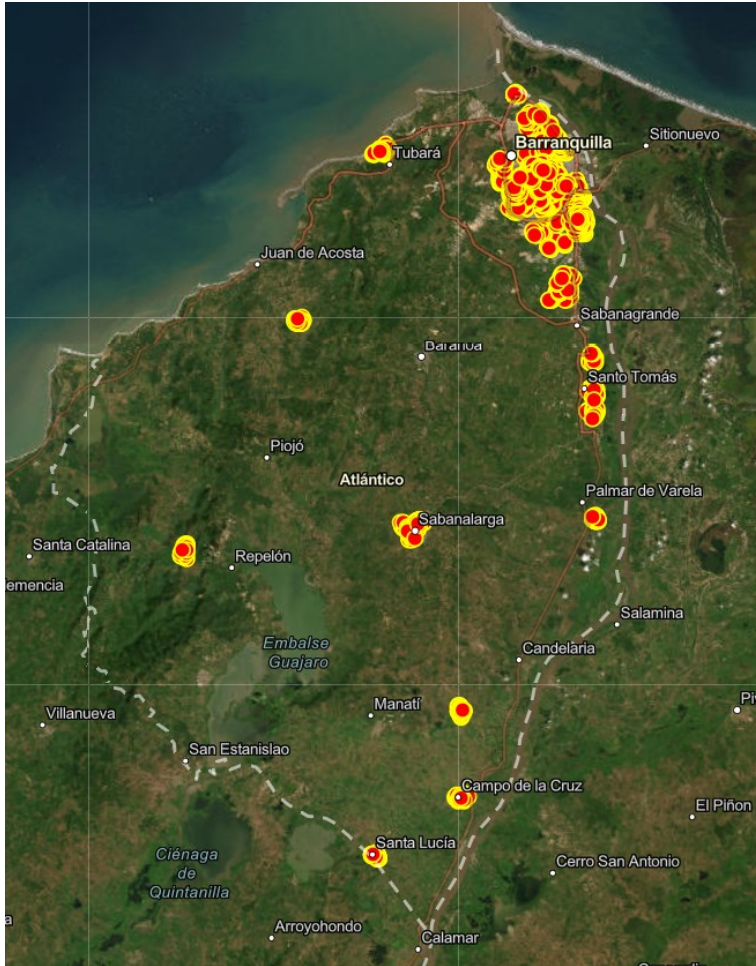 Sitionuevo
Barranquilla
Tubará
Juan de Acosta
Sabanagrande
Baranoa
Santo Tomás
Piojó
Atlántico
Palmar de Varela
Sabanalarga
Santa Catalina
Repelón
lemencia
Salamina
Embalse
Guajaro
Candelaria
Manatí
Villanueva
Pi
San Estanislao
Campo de la Cruz
El Piñon
Santa Lucía
Ciénaga
de
Quintanilla
Cerro San Antonio
a
Arroyohondo
Calamar